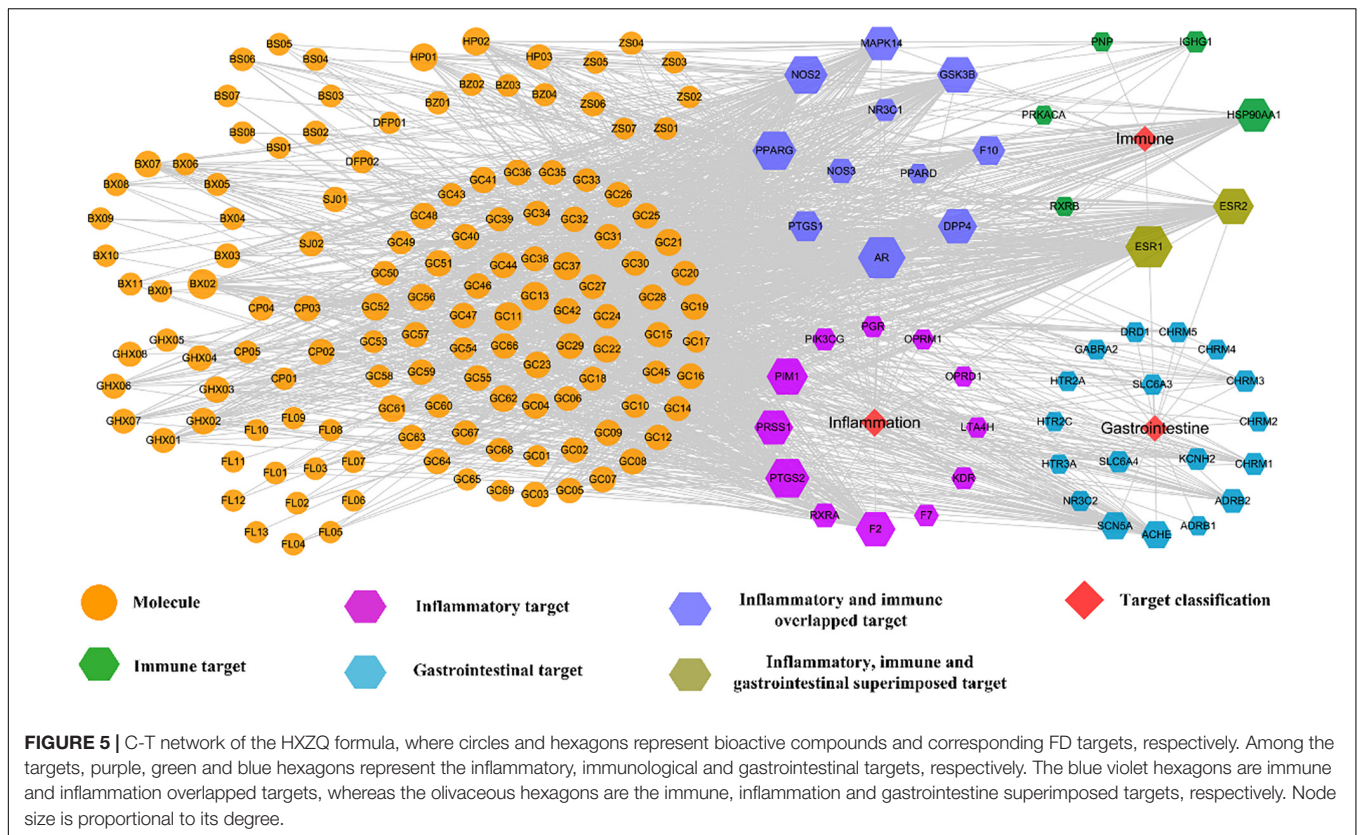 BS05
BS06
BS04
BS07
BS03
DFP01
BS08
BS02
BS01
DFP02
HP02
HP01
HP03
ZS04
ZS05
ZS03
BZ02
BZ03
BZ01
BZ04
ZS06
ZS02
ZS07
ZS01
BX07
BX06
BX08
BX05
SJ01
BX09
BX04
SJ02
BX10
BX03
BX11
BX01
BX02
CP04
CP03
CP05
CP02
CP01
GHX05
GHX08
GHX04
GHX06
GHX03
GHX07
GHX02
GHX01
FL09
FL10
FL08
FL11
FL01
FL03
FL07
FL12
FL02
FL06
FL13
FL04
FL05
GC36
GC35
GC41
GC33
GC43
GC26
GC48
GC39
GC34
GC32
GC25
GC49
GC40
GC31
GC21
GC50
GC51
GC44
GC38
GC37
GC30
GC20
GC46
GC27
GC52
GC56
GC13
GC28
GC19
GC47
GC11
GC42
GC24
GC53
GC57
GC54
GC66
GC29
GC22
GC15
GC17
GC58
GC59
GC55
GC23
GC18
GC45
GC16
GC61
GC60
GC62
GC04
GC06
GC10
GC14
GC63
GC67
GC68
GC01
GC02
GC09
GC12
GC64
GC65
GC69
GC03
GC05
GC07
GC08
MAPK14
NOS2
GSK3B
NR3C1
PPARG
F10
NOS3
PPARD
PTGS1
DPP4
AR
PNP
IGHG1
PRKACA
HSP90AA1
Immune
RXRB
ESR2
ESR1
PGR
PIK3CG
OPRM1
PIM1
OPRD1
PRSS1
Inflammation
LTA4H
PTGS2
KDR
RXRA
F2
F7
DRD1
CHRM5
GABRA2
CHRM4
HTR2A
SLC6A3
CHRM3
HTR2C
Gastrointestine
CHRM2
HTR3A
SLC6A4
KCNH2
CHRM1
NR3C2
ADRB2
SCN5A
ACHE
ADRB1
Molecule
Inflammatory target
Inflammatory and immune
overlapped target
Target classification
Immune target
Gastrointestinal target
Inflammatory, immune and
gastrointestinal superimposed target
FIGURE 5 | C-T network of the HXZQ formula, where circles and hexagons represent bioactive compounds and corresponding FD targets, respectively. Among the
targets, purple, green and blue hexagons represent the inflammatory, immunological and gastrointestinal targets, respectively. The blue violet hexagons are immune
and inflammation overlapped targets, whereas the olivaceous hexagons are the immune, inflammation and gastrointestine superimposed targets, respectively. Node
size is proportional to its degree.